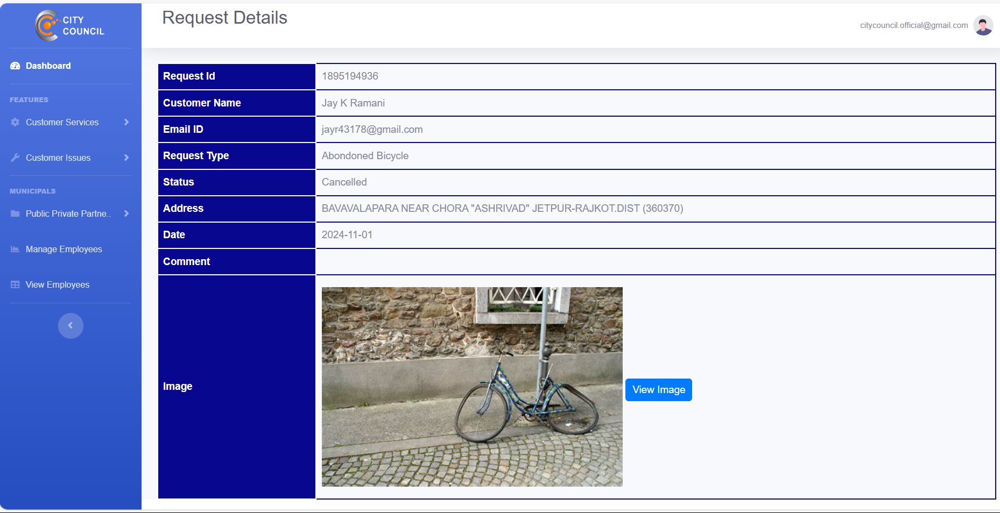 CITY
COUNCIL
Request Details
citycouncil.official@gmail.com
Dashboard
FEATURES
Customer Services
Customer Issues
MUNICIPALS
Public Private Partne..
Manage Employees
View Employees
Request Id 1895194936
Customer Name Jay K Ramani
Email ID jayr43178@gmail.com
Request Type Abondoned Bicycle
Status Cancelled
Address BAVAVALAPARA NEAR CHORA "ASHRIVAD" JETPUR-RAJKOT.DIST (360370)
Date 2024-11-01
Comment
Image
View Image